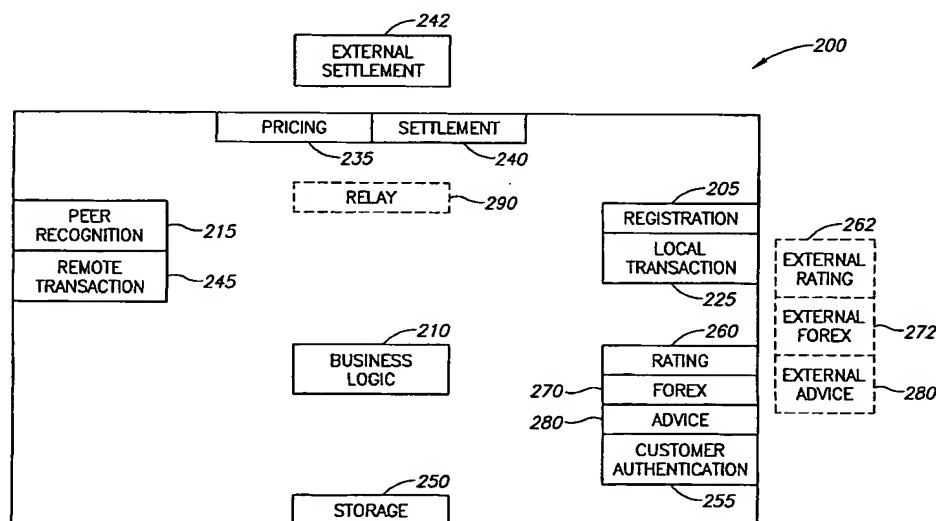 242
EXTERNAL
SETTLEMENT
200
PRICING
SETTLEMENT
235
240
RELAY
290
205
PEER
RECOGNITION
215
REGISTRATION
262
REMOTE
TRANSACTION
245
LOCAL
TRANSACTION
225
EXTERNAL
RATING
210
260
EXTERNAL
FOREX
272
BUSINESS
LOGIC
RATING
270
FOREX
EXTERNAL
ADVICE
280
280
ADVICE
CUSTOMER
AUTHENTICATION
250
255
STORAGE